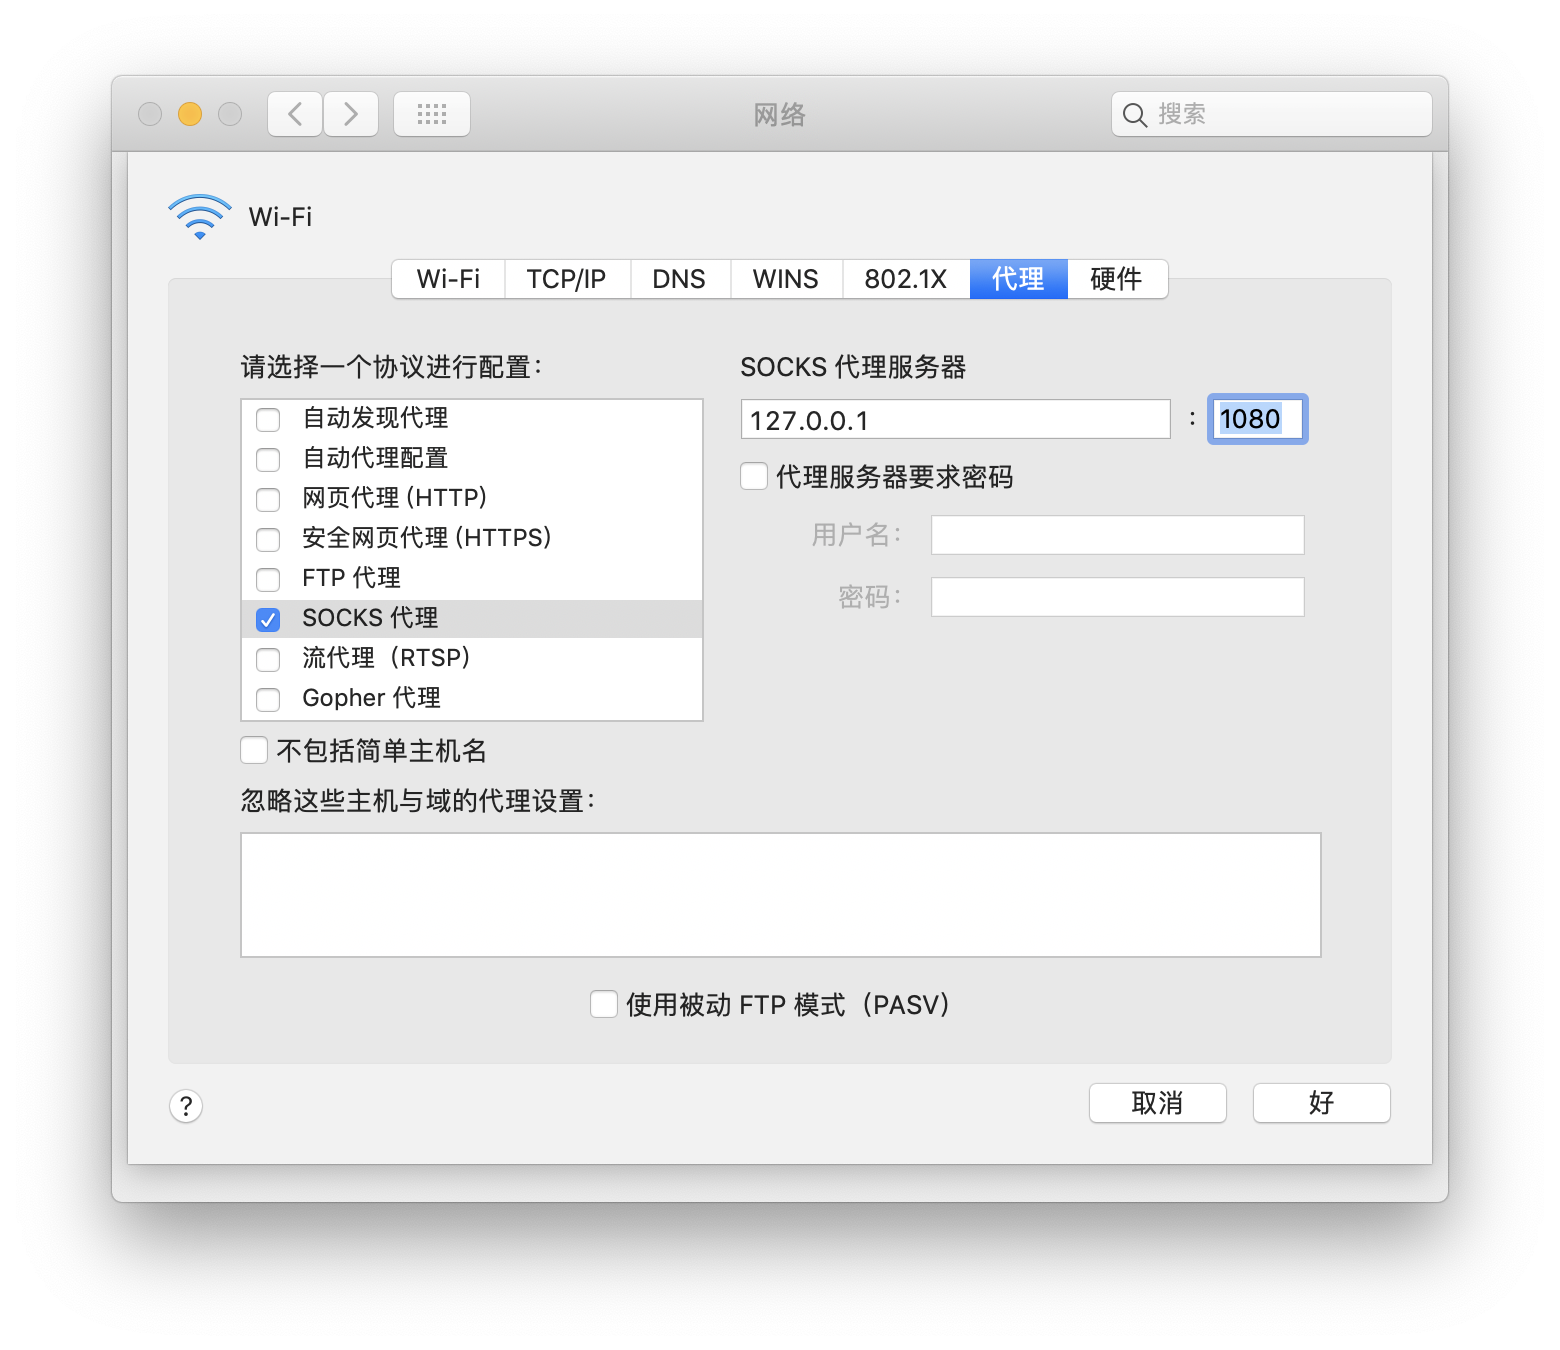 网络
搜索
Wi-Fi
Wi-Fi TCP/IP DNS WINS 802.1X 代理 硬件
请选择一个协议进行配置：
自动发现代理
自动代理配置
网页代理 (HTTP)
安全网页代理 (HTTPS)
FTP 代理
SOCKS 代理
流代理（RTSP）
Gopher 代理
SOCKS 代理服务器
127.0.0.1 : 1080
代理服务器要求密码
用户名：
密码：
不包括简单主机名
忽略这些主机与域的代理设置：
使用被动 FTP 模式（PASV）
?
取消
好